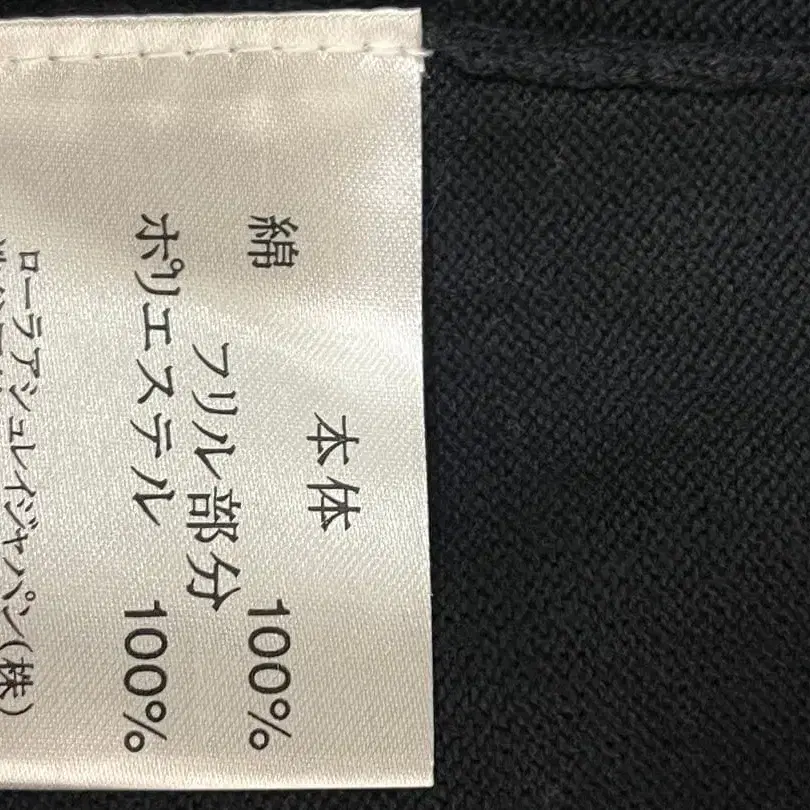 本体
綿 100%
フリル部分
ポリエステル 100%
ローラアシュレイジャパン(株)